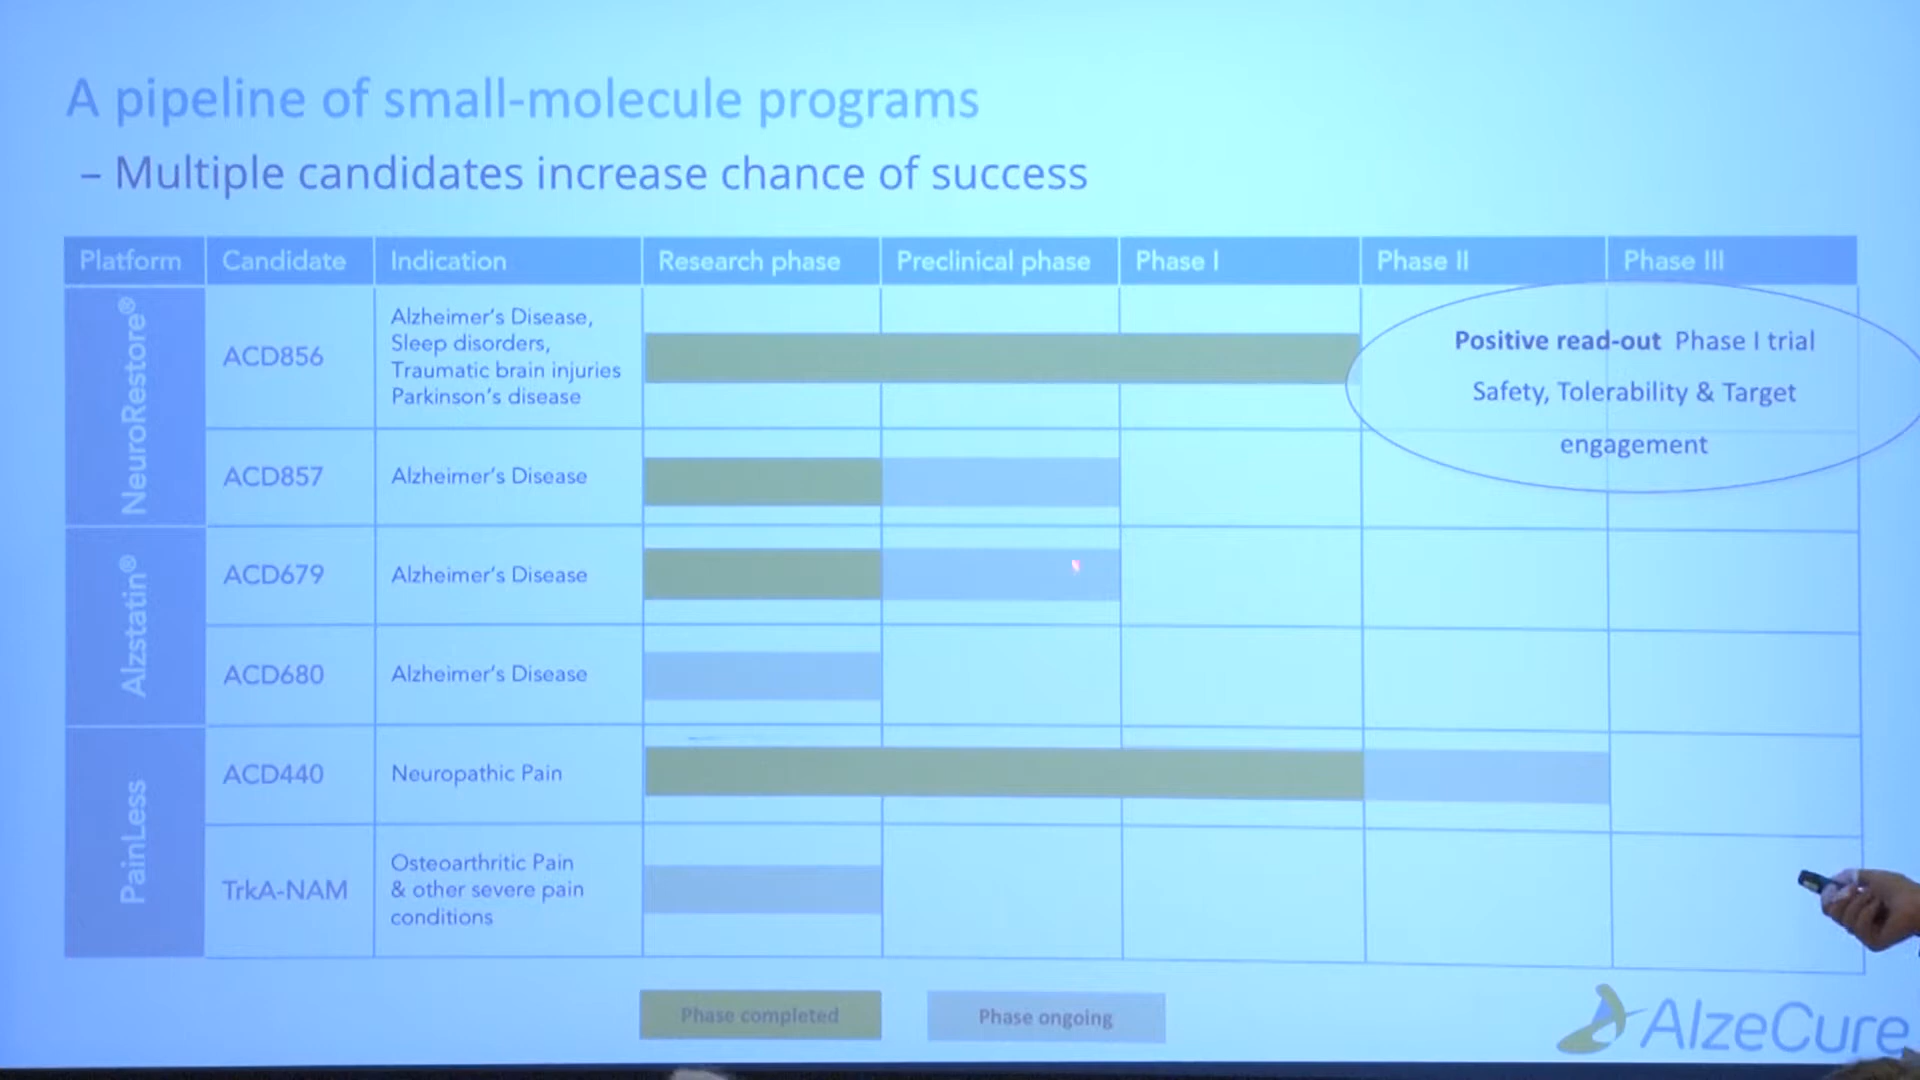 A pipeline of small-molecule programs
– Multiple candidates increase chance of success
Platform Candidate Indication Research phase Preclinical phase Phase I Phase II Phase III
NeuroRestore®
ACD856
Alzheimer's Disease,
Sleep disorders,
Traumatic brain injuries
Parkinson's disease
Positive read-out Phase I trial
Safety, Tolerability & Target
engagement
ACD857 Alzheimer's Disease
Alzstatin®
ACD679 Alzheimer's Disease
ACD680 Alzheimer's Disease
PainLess
ACD440 Neuropathic Pain
TrkA-NAM
Osteoarthritic Pain
& other severe pain
conditions
Phase completed Phase ongoing
AlzeCure